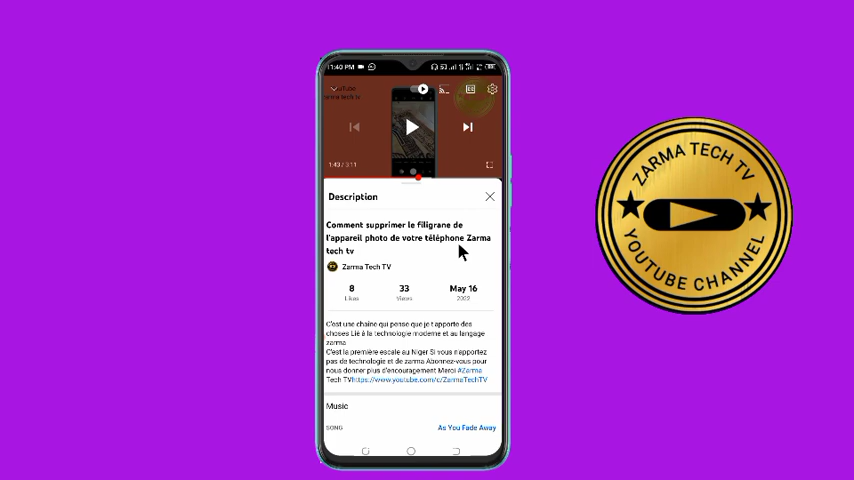 11:40 PM
zarma tech tv
1:43 / 3:11
Description
Comment supprimer le filigrane de
l'appareil photo de votre téléphone Zarma
tech tv
Zarma Tech TV
8 33 May 16
Likes Views 2022
C'est une chaîne qui pense que je t'apporte des
choses Lié à la technologie moderne et au langage
zarma
C'est la première escale au Niger Si vous n'apportez
pas de technologie et de zarma Abonnez-vous pour
nous donner plus d'encouragement Merci #Zarma
Tech TVhttps://www.youtube.com/c/ZarmaTechTV
Music
SONG As You Fade Away
ZARMA TECH TV
YOUTUBE CHANNEL